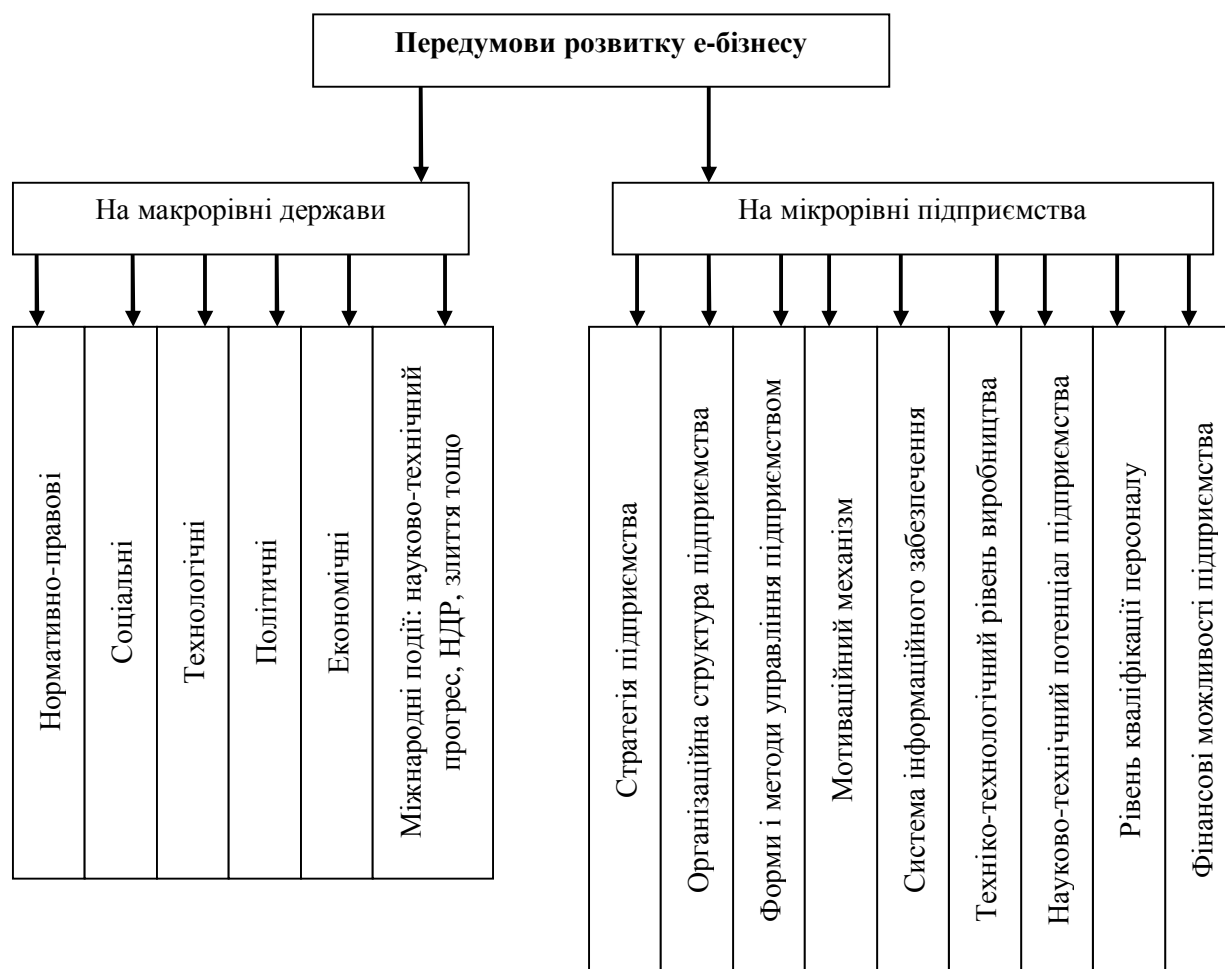 Передумови розвитку е-бізнесу
На макрорівні держави
На мікрорівні підприємства
Нормативно-правові
Соціальні
Технологічні
Політичні
Економічні
Міжнародні події: науково-технічний
прогрес, НДР, злиття тощо
Стратегія підприємства
Організаційна структура підприємства
Форми і методи управління підприємством
Мотиваційний механізм
Система інформаційного забезпечення
Техніко-технологічний рівень виробництва
Науково-технічний потенціал підприємства
Рівень кваліфікації персоналу
Фінансові можливості підприємства